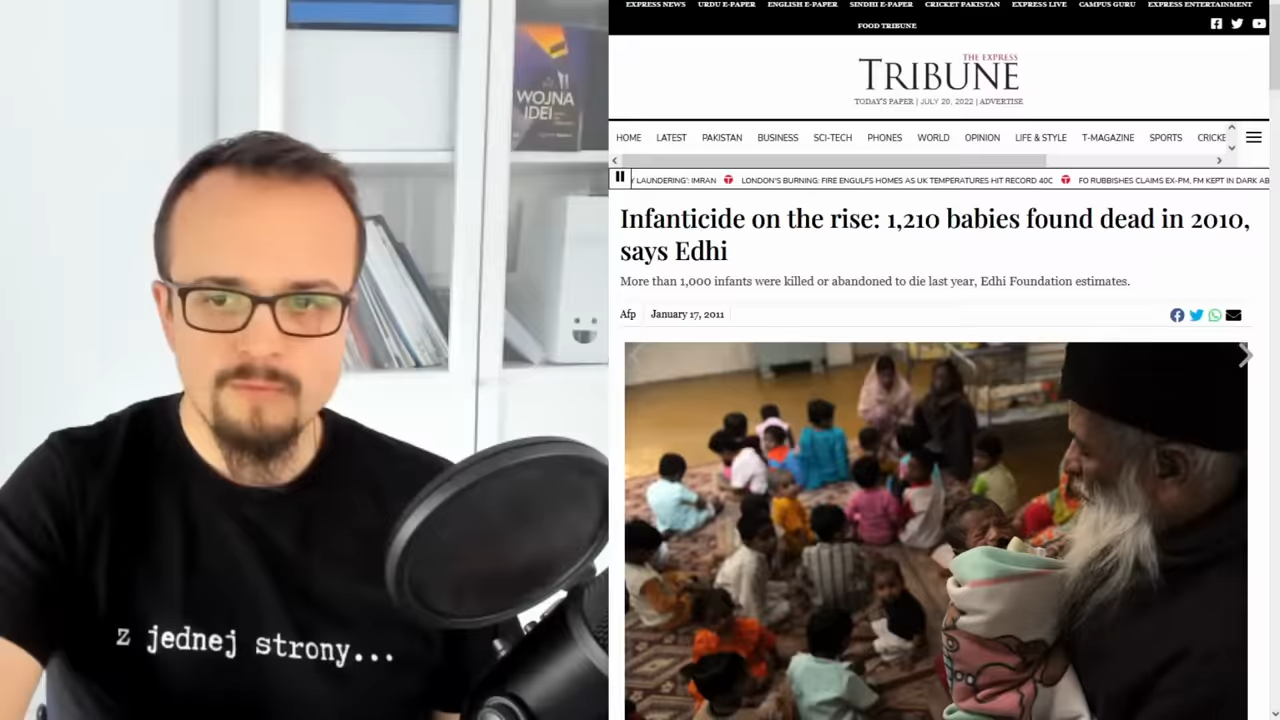 WOJNA
IDEI
z jednej strony...
EXPRESS NEWS URDU E-PAPER ENGLISH E-PAPER SINDHI E-PAPER CRICKET PAKISTAN EXPRESS LIVE CAMPUS GURU EXPRESS ENTERTAINMENT
FOOD TRIBUNE
THE EXPRESS
TRIBUNE
TODAY'S PAPER | JULY 20, 2022 | ADVERTISE
HOME LATEST PAKISTAN BUSINESS SCI-TECH PHONES WORLD OPINION LIFE & STYLE T-MAGAZINE SPORTS CRICKE
LAUNDERING': IMRAN LONDON'S BURNING: FIRE ENGULFS HOMES AS UK TEMPERATURES HIT RECORD 40C FO RUBBISHES CLAIMS EX-PM, FM KEPT IN DARK AB
Infanticide on the rise: 1,210 babies found dead in 2010,
says Edhi
More than 1,000 infants were killed or abandoned to die last year, Edhi Foundation estimates.
Afp January 17, 2011